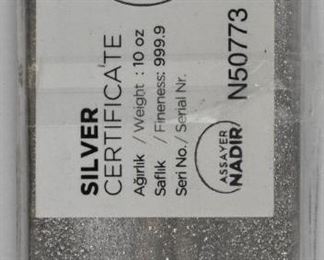 SILVER
CERTIFICATE
Ağırlık / Weight : 10 oz
Saflık / Fineness: 999.9
Seri No./ Serial Nr.
N50773
ASSAYER
NADIR